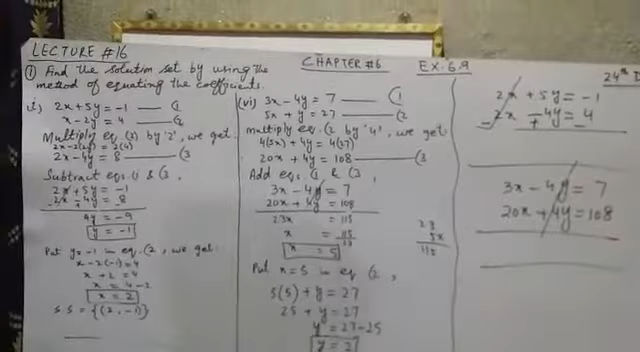 LECTURE #16
CHAPTER #6
EX-6.9
24th
① Find the solution set by using the
method of equating the coefficients.
2x+5y = -1 — (1
x-2y = 4 — (2
Multiply eq. (2) by '2', we get
2x-2(2y) = 2(4)
2x-4y = 8 — (3
Subtract eqs. (1 & (3,
2x+5y = -1
-2x + 4y = 8
9y = -9
y = -1
Put y = -1 in eq. (2, we get
x-2(-1) = 4
x + 2 = 4
x = 4-2
x = 2
S S = {(2, -1)}
(vi) 3x-4y = 7 — (1
5x + y = 27 — (2
multiply eq. (2 by '4', we get
4(5x)+4y = 4(27)
20x+4y = 108 — (3
Add eqs. (1 & (3,
3x-4y = 7
20x+4y = 108
23x = 115
x = 115/23
x = 5
23
5x
115
Put x=5 in eq (2,
5(5) + y = 27
25 + y = 27
y = 27-25
2x + 5y = -1
-2x + 4y = 4
3x - 4y = 7
20x + 4y = 108